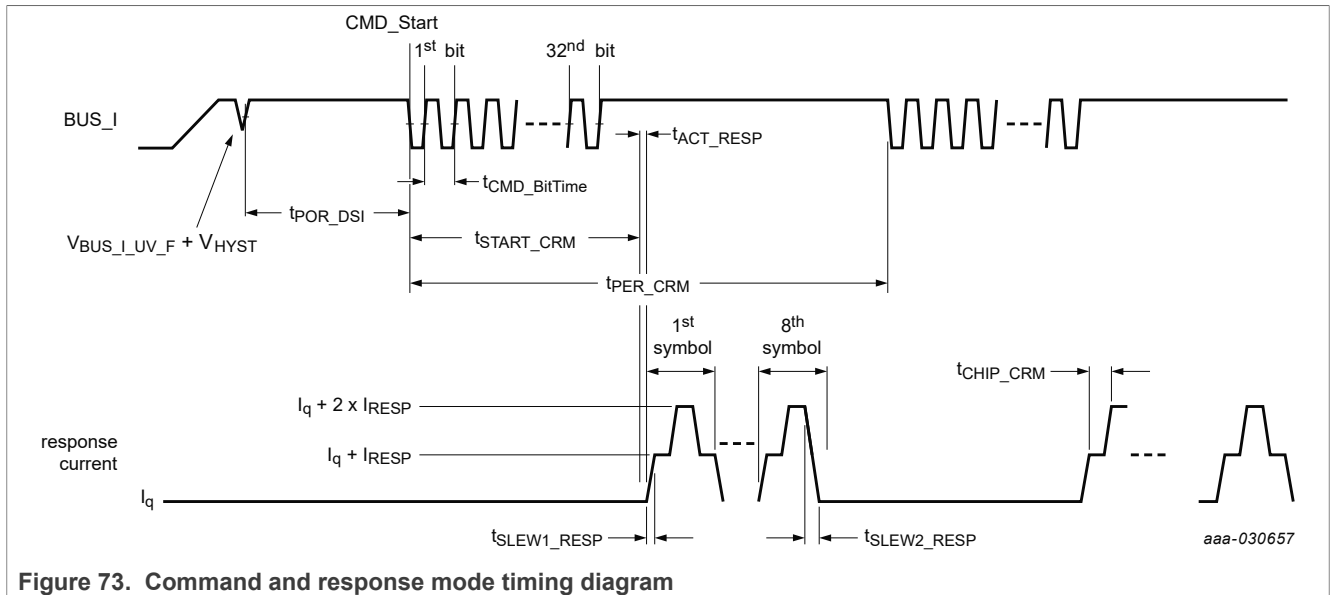 CMD_Start
1st bit
32nd bit
BUS_I
tACT_RESP
tCMD_BitTime
tPOR_DSI
VBUS_I_UV_F + VHYST
tSTART_CRM
tPER_CRM
1st
symbol
8th
symbol
tCHIP_CRM
Iq + 2 x IRESP
response
current
Iq + IRESP
Iq
tSLEW1_RESP
tSLEW2_RESP
aaa-030657
Figure 73. Command and response mode timing diagram